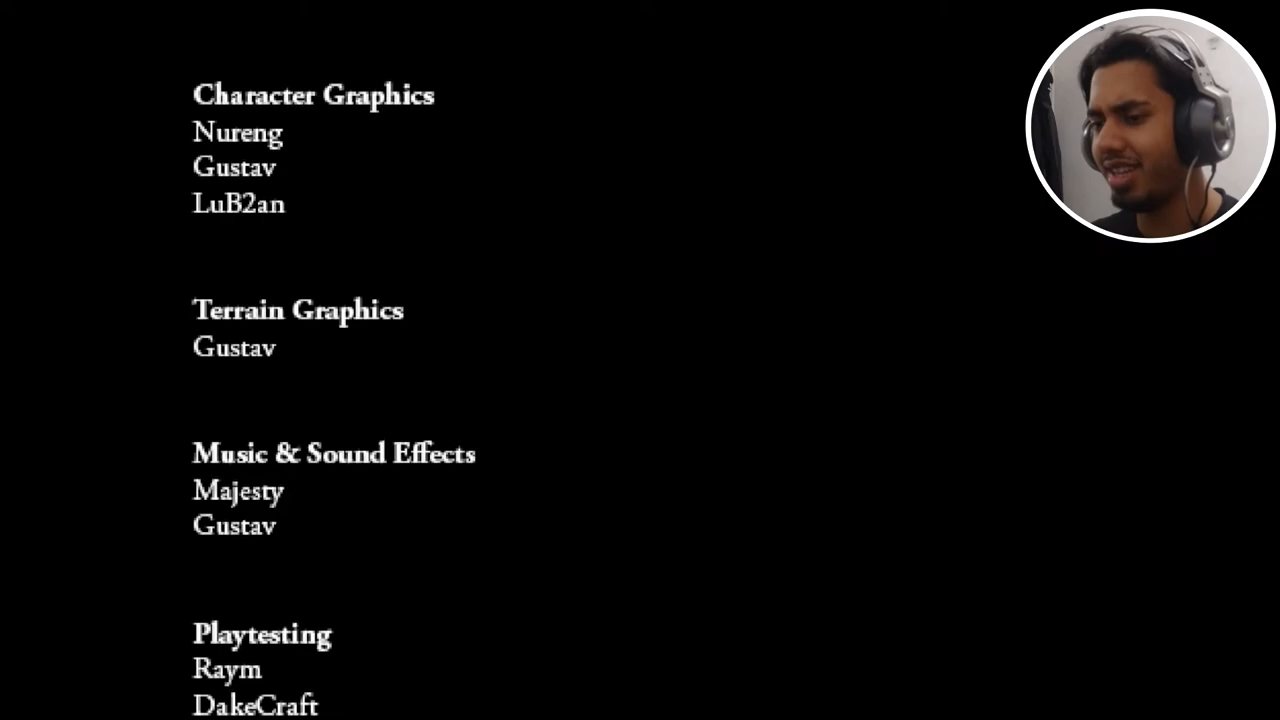 Character Graphics
Nureng
Gustav
LuB2an
Terrain Graphics
Gustav
Music & Sound Effects
Majesty
Gustav
Playtesting
Raym
DakeCraft